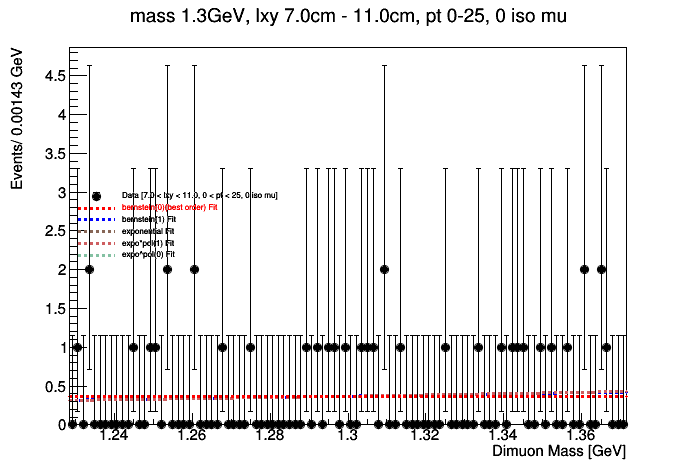 mass 1.3GeV, lxy 7.0cm - 11.0cm, pt 0-25, 0 iso mu
Events/ 0.00143 GeV
4.5
4
3.5
3
2.5
2
1.5
1
0.5
0
Data [7.0 < lxy < 11.0, 0 < pt < 25, 0 iso mu]
bernstein[0](best order) Fit
bernstein[1] Fit
exponential Fit
expo*pol(1) Fit
expo*pol(0) Fit
1.24 1.26 1.28 1.3 1.32 1.34 1.36
Dimuon Mass [GeV]